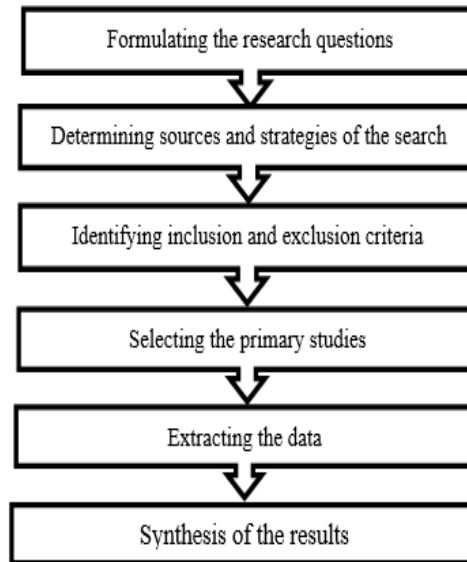 Formulating the research questions
Determining sources and strategies of the search
Identifying inclusion and exclusion criteria
Selecting the primary studies
Extracting the data
Synthesis of the results